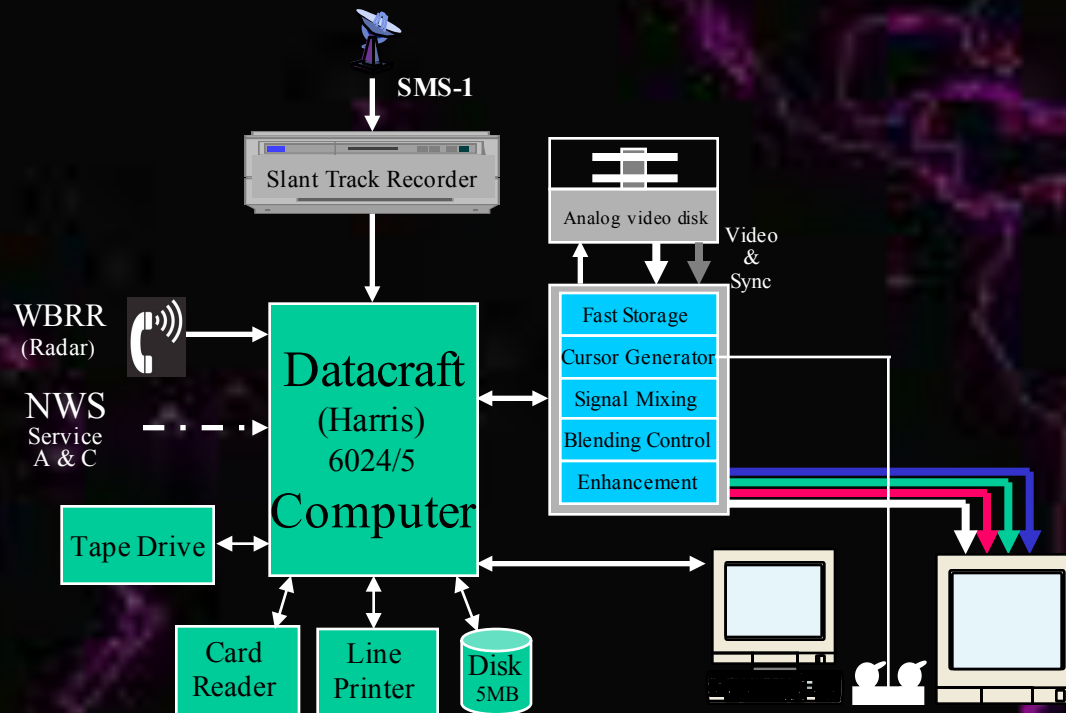 SMS-1
Slant Track Recorder
Analog video disk
Video
&
Sync
WBRR
(Radar)
NWS
Service
A & C
Datacraft
(Harris)
6024/5
Computer
Fast Storage
Cursor Generator
Signal Mixing
Blending Control
Enhancement
Tape Drive
Card
Reader
Line
Printer
Disk
5MB